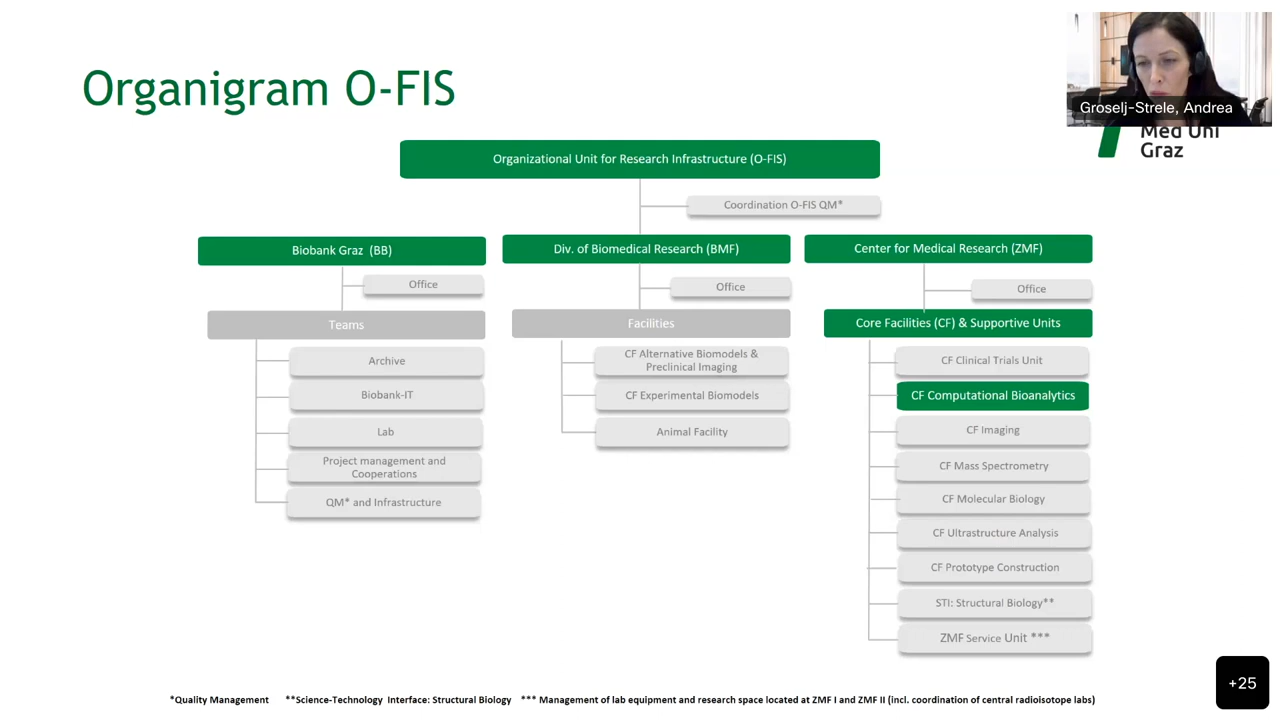 Organigram O-FIS
Groselj-Strele, Andrea
Med Uni
Graz
Organizational Unit for Research Infrastructure (O-FIS)
Coordination O-FIS QM*
Biobank Graz (BB)
Office
Teams
Archive
Biobank-IT
Lab
Project management and
Cooperations
QM* and Infrastructure
Div. of Biomedical Research (BMF)
Office
Facilities
CF Alternative Biomodels &
Preclinical Imaging
CF Experimental Biomodels
Animal Facility
Center for Medical Research (ZMF)
Office
Core Facilities (CF) & Supportive Units
CF Clinical Trials Unit
CF Computational Bioanalytics
CF Imaging
CF Mass Spectrometry
CF Molecular Biology
CF Ultrastructure Analysis
CF Prototype Construction
STI: Structural Biology**
ZMF Service Unit ***
+25
*Quality Management **Science-Technology Interface: Structural Biology *** Management of lab equipment and research space located at ZMF I and ZMF II (incl. coordination of central radioisotope labs)